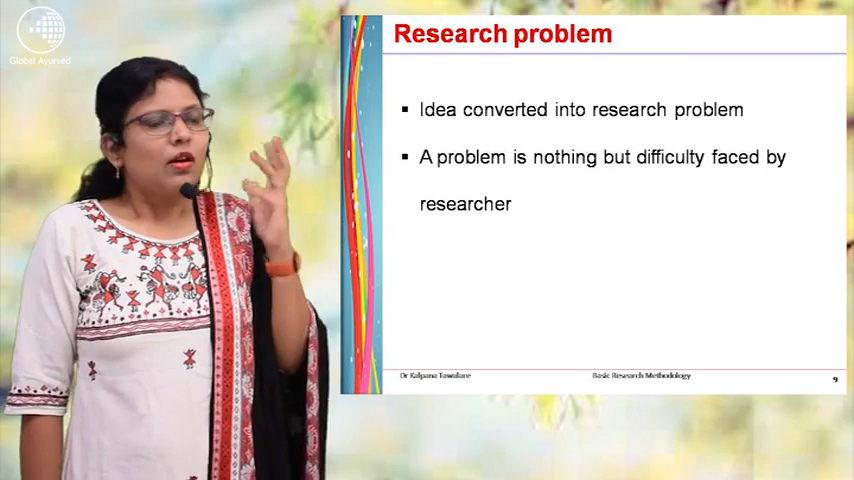 Global Ayurved
Research problem
▪ Idea converted into research problem
▪ A problem is nothing but difficulty faced by
researcher
Dr Kalpana Tawalare
Basic Research Methodology
9